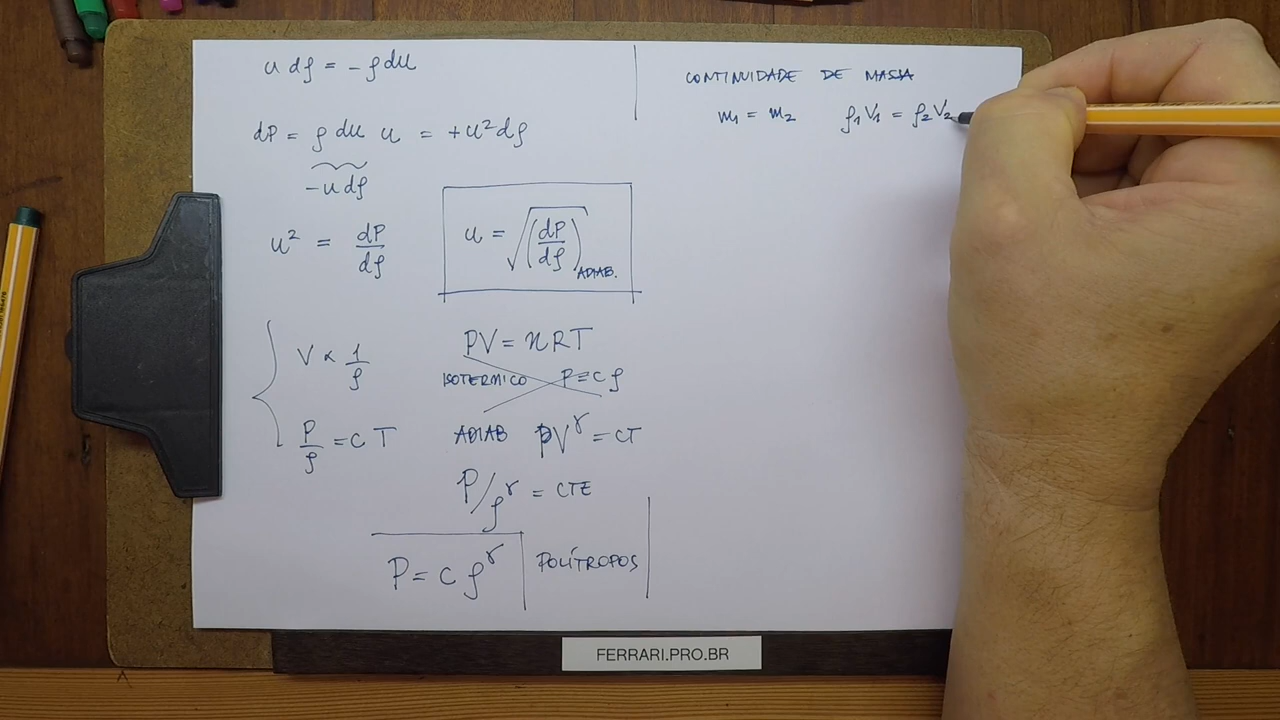 u dρ = - ρ du
dP = ρ du u = + u² dρ
- u dρ
u² = dP/dρ
u = √(dP/dρ) ADIAB.
V ∝ 1/ρ
P/ρ = C T
PV = nRT
ISOTERMICO P = C ρ
ADIAB PV^γ = CT
P/ρ^γ = CTE
P = C ρ^γ
POLÍTROPOS
CONTINUIDADE DE MASSA
m₁ = m₂ ρ₁V₁ = ρ₂V₂
FERRARI.PRO.BR